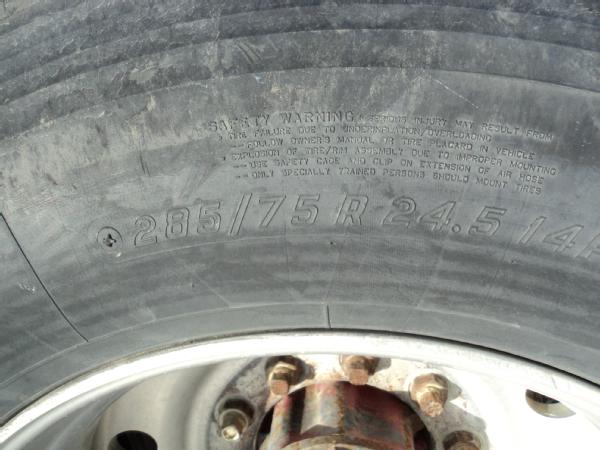 SAFETY WARNING • SERIOUS INJURY MAY RESULT FROM
• TIRE FAILURE DUE TO UNDERINFLATION/OVERLOADING
-- FOLLOW OWNER'S MANUAL OR TIRE PLACARD IN VEHICLE
• EXPLOSION OF TIRE/RIM ASSEMBLY DUE TO IMPROPER MOUNTING
-- USE SAFETY CAGE AND CLIP ON EXTENSION OF AIR HOSE
-- ONLY SPECIALLY TRAINED PERSONS SHOULD MOUNT TIRES
285/75 R 24.5 14P